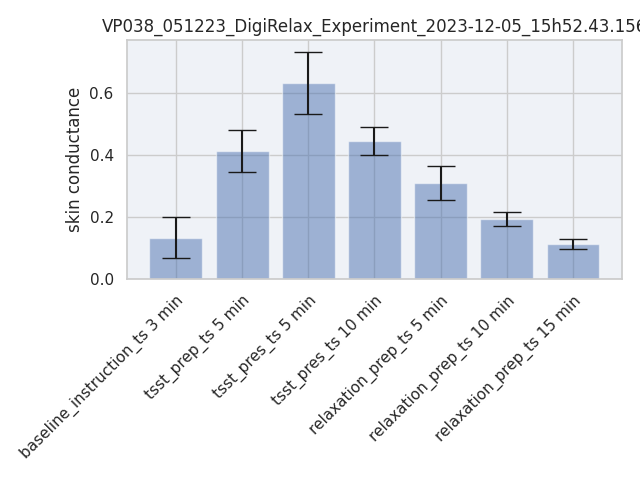 VP038_051223_DigiRelax_Experiment_2023-12-05_15h52.43.156
skin conductance
0.6
0.4
0.2
0.0
baseline_instruction_ts 3 min
tsst_prep_ts 5 min
tsst_pres_ts 5 min
tsst_pres_ts 10 min
relaxation_prep_ts 5 min
relaxation_prep_ts 10 min
relaxation_prep_ts 15 min